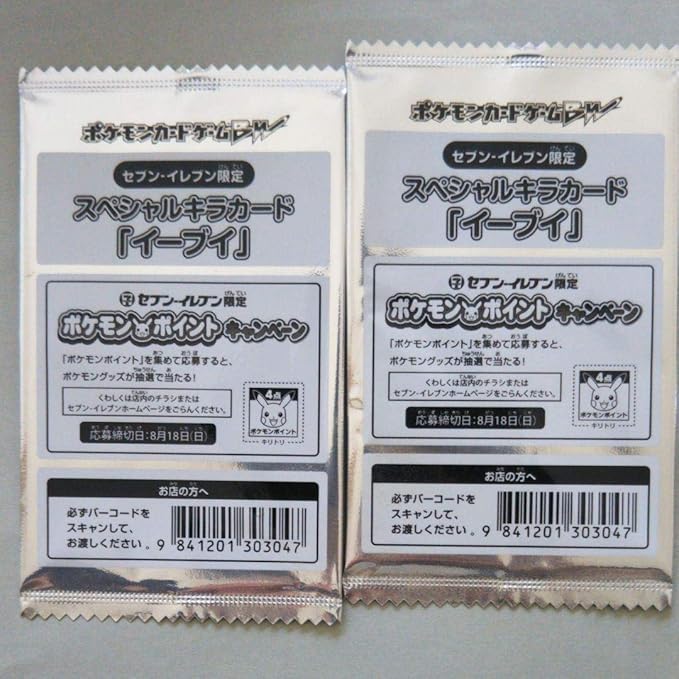 ポケモンカードゲームBW
セブン-イレブン限定
スペシャルキラカード
「イーブイ」
セブン-イレブン限定
ポケモンポイントキャンペーン
「ポケモンポイント」を集めて応募すると、
ポケモングッズが抽選で当たる!
くわしくは店内のチラシまたは
セブン-イレブンホームページをごらんください。
応募締切日:8月18日(日)
4点
ポケモンポイント
キリトリ
お店の方へ
必ずバーコードを
スキャンして、
お渡しください。
9 841201 303047
ポケモンカードゲームBW
セブン-イレブン限定
スペシャルキラカード
「イーブイ」
セブン-イレブン限定
ポケモンポイントキャンペーン
「ポケモンポイント」を集めて応募すると、
ポケモングッズが抽選で当たる!
くわしくは店内のチラシまたは
セブン-イレブンホームページをごらんください。
応募締切日:8月18日(日)
4点
ポケモンポイント
キリトリ
お店の方へ
必ずバーコードを
スキャンして、
お渡しください。
9 841201 303047